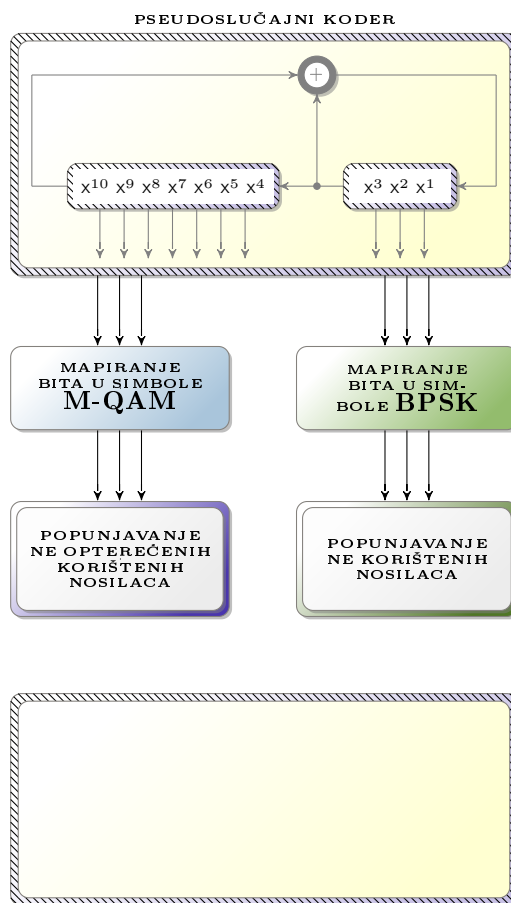 PSEUDOSLUČAJNI KODER
+
x¹⁰ x⁹ x⁸ x⁷ x⁶ x⁵ x⁴
x³ x² x¹
MAPIRANJE
BITA U SIMBOLE
M-QAM
MAPIRANJE
BITA U SIM-
BOLE BPSK
POPUNJAVANJE
NE OPTEREĆENIH
KORIŠTENIH
NOSILACA
POPUNJAVANJE
NE KORIŠTENIH
NOSILACA